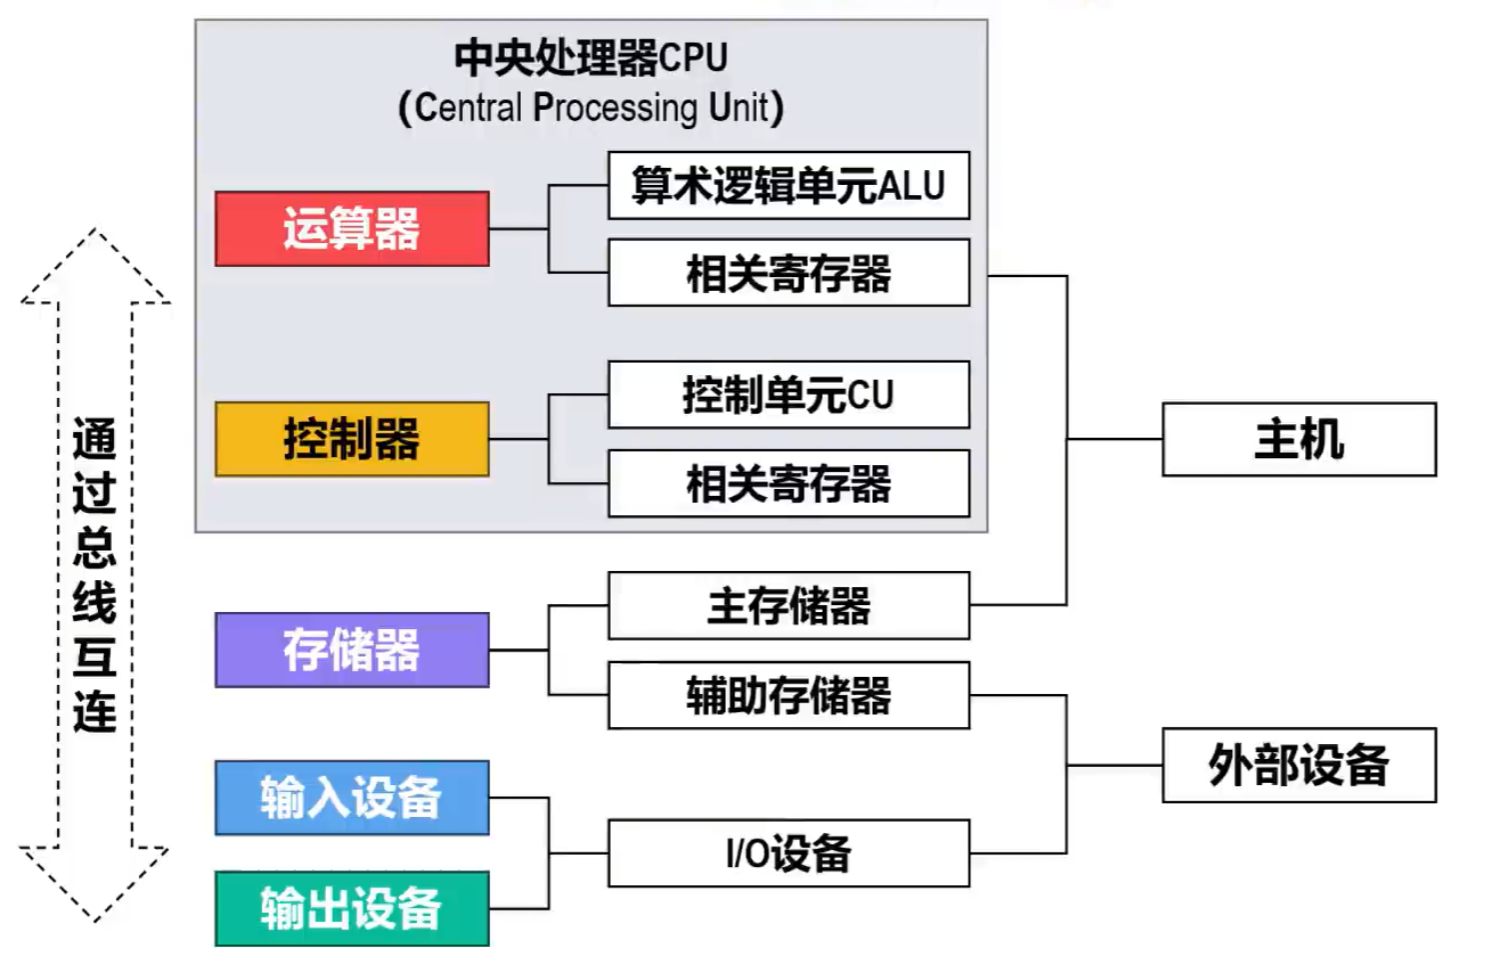 中央处理器CPU
(Central Processing Unit)
运算器
算术逻辑单元ALU
相关寄存器
控制器
控制单元CU
相关寄存器
主机
存储器
主存储器
辅助存储器
外部设备
输入设备
I/O设备
输出设备
通过总线互连